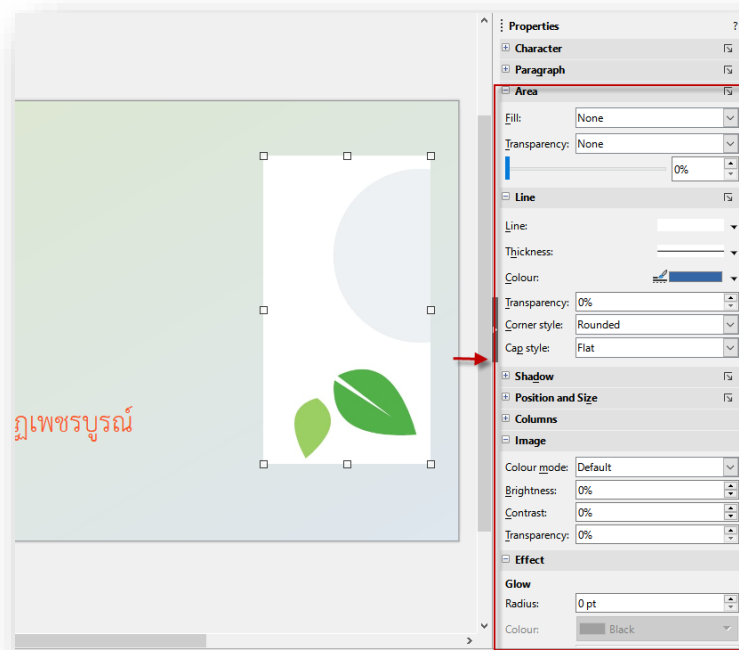 Properties ?
Character
Paragraph
Area
Fill: None
Transparency: None
0%
Line
Line:
Thickness:
Colour:
Transparency: 0%
Corner style: Rounded
Cap style: Flat
Shadow
Position and Size
Columns
Image
Colour mode: Default
Brightness: 0%
Contrast: 0%
Transparency: 0%
Effect
Glow
Radius: 0 pt
Colour: Black
ฏเพชรบูรณ์